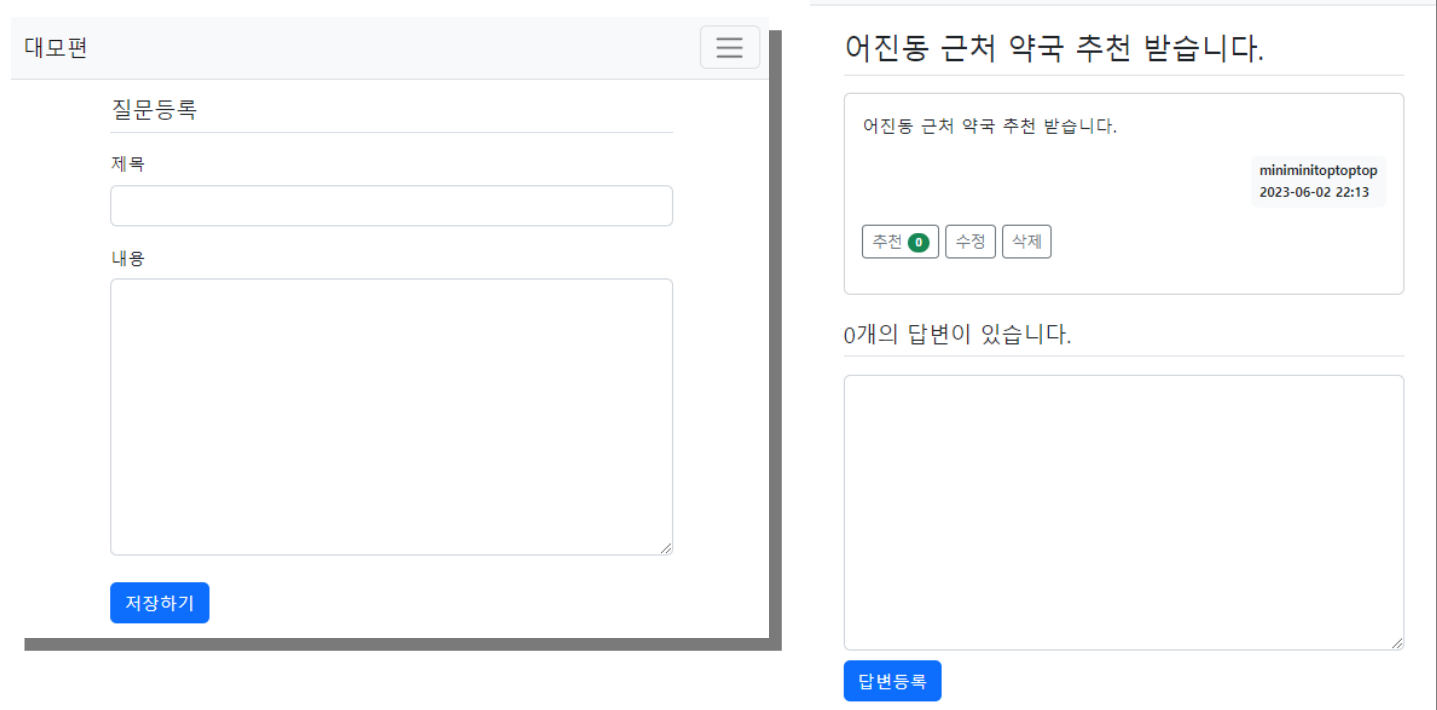 대모편
질문등록
제목
내용
저장하기
어진동 근처 약국 추천 받습니다.
어진동 근처 약국 추천 받습니다.
miniminitoptoptop
2023-06-02 22:13
추천 0 수정 삭제
0개의 답변이 있습니다.
답변등록